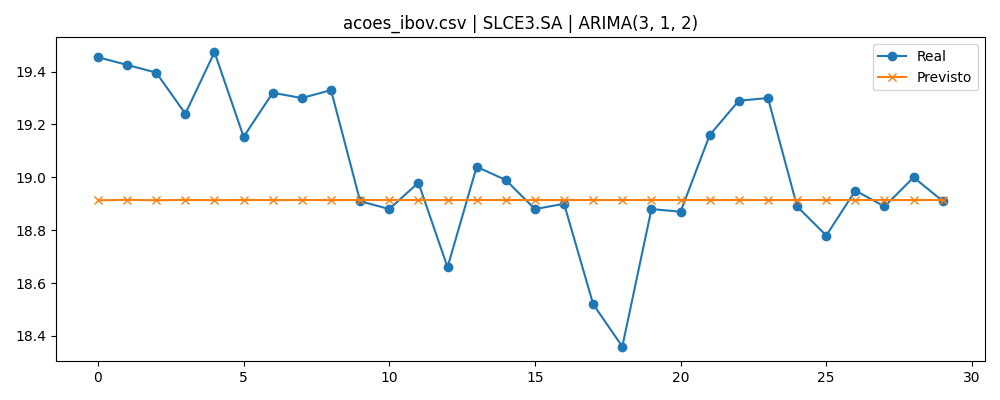 acoes_ibov.csv | SLCE3.SA | ARIMA(3, 1, 2)
Real
Previsto
19.4
19.2
19.0
18.8
18.6
18.4
0 5 10 15 20 25 30